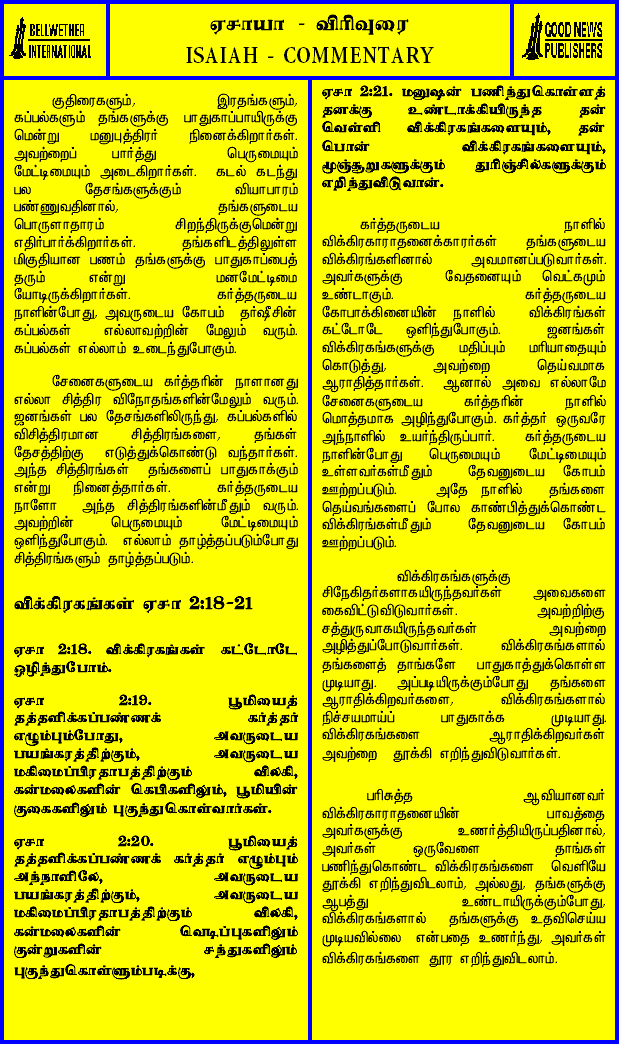 BELLWETHER
INTERNATIONAL
ஏசாயா - விரிவுரை
ISAIAH - COMMENTARY
GOOD NEWS
PUBLISHERS
குதிரைகளும், இரதங்களும்,
கப்பல்களும் தங்களுக்கு பாதுகாப்பாயிருக்கு
மென்று மனுபுத்திரர் நினைக்கிறார்கள்.
அவற்றைப் பார்த்து பெருமையும்
மேட்டிமையும் அடைகிறார்கள். கடல் கடந்து
பல தேசங்களுக்கும் வியாபாரம்
பண்ணுவதினால், தங்களுடைய
பொருளாதாரம் சிறந்திருக்குமென்று
எதிர்பார்க்கிறார்கள். தங்களிடத்திலுள்ள
மிகுதியான பணம் தங்களுக்கு பாதுகாப்பைத்
தரும் என்று மனமேட்டிமை
யோடிருக்கிறார்கள். கர்த்தருடைய
நாளின்போது, அவருடைய கோபம் தர்ஷீசின்
கப்பல்கள் எல்லாவற்றின் மேலும் வரும்.
கப்பல்கள் எல்லாம் உடைந்துபோகும்.
சேனைகளுடைய கர்த்தரின் நாளானது
எல்லா சித்திர விநோதங்களின்மேலும் வரும்.
ஜனங்கள் பல தேசங்களிலிருந்து, கப்பல்களில்
விசித்திரமான சித்திரங்களை, தங்கள்
தேசத்திற்கு எடுத்துக்கொண்டு வந்தார்கள்.
அந்த சித்திரங்கள் தங்களைப் பாதுகாக்கும்
என்று நினைத்தார்கள். கர்த்தருடைய
நாளோ அந்த சித்திரங்களின்மீதும் வரும்.
அவற்றின் பெருமையும் மேட்டிமையும்
ஒளிந்துபோகும். எல்லாம் தாழ்த்தப்படும்போது
சித்திரங்களும் தாழ்த்தப்படும்.
விக்கிரகங்கள் ஏசா 2:18-21
ஏசா 2:18. விக்கிரகங்கள் கட்டோடே
ஒழிந்துபோம்.
ஏசா 2:19. பூமியைத்
தத்தளிக்கப்பண்ணக் கர்த்தர்
எழும்பும்போது, அவருடைய
பயங்கரத்திற்கும், அவருடைய
மகிமைப்பிரதாபத்திற்கும் விலகி,
கன்மலைகளின் கெபிகளிலும், பூமியின்
குகைகளிலும் புகுந்துகொள்வார்கள்.
ஏசா 2:20. பூமியைத்
தத்தளிக்கப்பண்ணக் கர்த்தர் எழும்பும்
அந்நாளிலே, அவருடைய
பயங்கரத்திற்கும், அவருடைய
மகிமைப்பிரதாபத்திற்கும் விலகி,
கன்மலைகளின் வெடிப்புகளிலும்
குன்றுகளின் சந்துகளிலும்
புகுந்துகொள்ளும்படிக்கு,
ஏசா 2:21. மனுஷன் பணிந்துகொள்ளத்
தனக்கு உண்டாக்கியிருந்த தன்
வெள்ளி விக்கிரகங்களையும், தன்
பொன் விக்கிரகங்களையும்,
மூஞ்சூறுகளுக்கும் துரிஞ்சில்களுக்கும்
எறிந்துவிடுவான்.
கர்த்தருடைய நாளில்
விக்கிரகாராதனைக்காரர்கள் தங்களுடைய
விக்கிரங்களினால் அவமானப்படுவார்கள்.
அவர்களுக்கு வேதனையும் வெட்கமும்
உண்டாகும். கர்த்தருடைய
கோபாக்கினையின் நாளில் விக்கிரங்கள்
கட்டோடே ஒளிந்துபோகும். ஜனங்கள்
விக்கிரகங்களுக்கு மதிப்பும் மரியாதையும்
கொடுத்து, அவற்றை தெய்வமாக
ஆராதித்தார்கள். ஆனால் அவை எல்லாமே
சேனைகளுடைய கர்த்தரின் நாளில்
மொத்தமாக அழிந்துபோகும். கர்த்தர் ஒருவரே
அந்நாளில் உயர்ந்திருப்பார். கர்த்தருடைய
நாளின்போது பெருமையும் மேட்டிமையும்
உள்ளவர்கள்மீதும் தேவனுடைய கோபம்
ஊற்றப்படும். அதே நாளில் தங்களை
தெய்வங்களைப் போல காண்பித்துக்கொண்ட
விக்கிரங்கள்மீதும் தேவனுடைய கோபம்
ஊற்றப்படும்.
விக்கிரகங்களுக்கு
சிநேகிதர்களாகயிருந்தவர்கள் அவைகளை
கைவிட்டுவிடுவார்கள். அவற்றிற்கு
சத்துருவாகயிருந்தவர்கள் அவற்றை
அழித்துப்போடுவார்கள். விக்கிரகங்களால்
தங்களைத் தாங்களே பாதுகாத்துக்கொள்ள
முடியாது. அப்படியிருக்கும்போது தங்களை
ஆராதிக்கிறவர்களை, விக்கிரகங்களால்
நிச்சயமாய்ப் பாதுகாக்க முடியாது.
விக்கிரகங்களை ஆராதிக்கிறவர்கள்
அவற்றை தூக்கி எறிந்துவிடுவார்கள்.
பரிசுத்த ஆவியானவர்
விக்கிரகாராதனையின் பாவத்தை
அவர்களுக்கு உணர்த்தியிருப்பதினால்,
அவர்கள் ஒருவேளை தாங்கள்
பணிந்துகொண்ட விக்கிரங்களை வெளியே
தூக்கி எறிந்துவிடலாம், அல்லது, தங்களுக்கு
ஆபத்து உண்டாயிருக்கும்போது,
விக்கிரகங்களால் தங்களுக்கு உதவிசெய்ய
முடியவில்லை என்பதை உணர்ந்து, அவர்கள்
விக்கிரகங்களை தூர எறிந்துவிடலாம்.